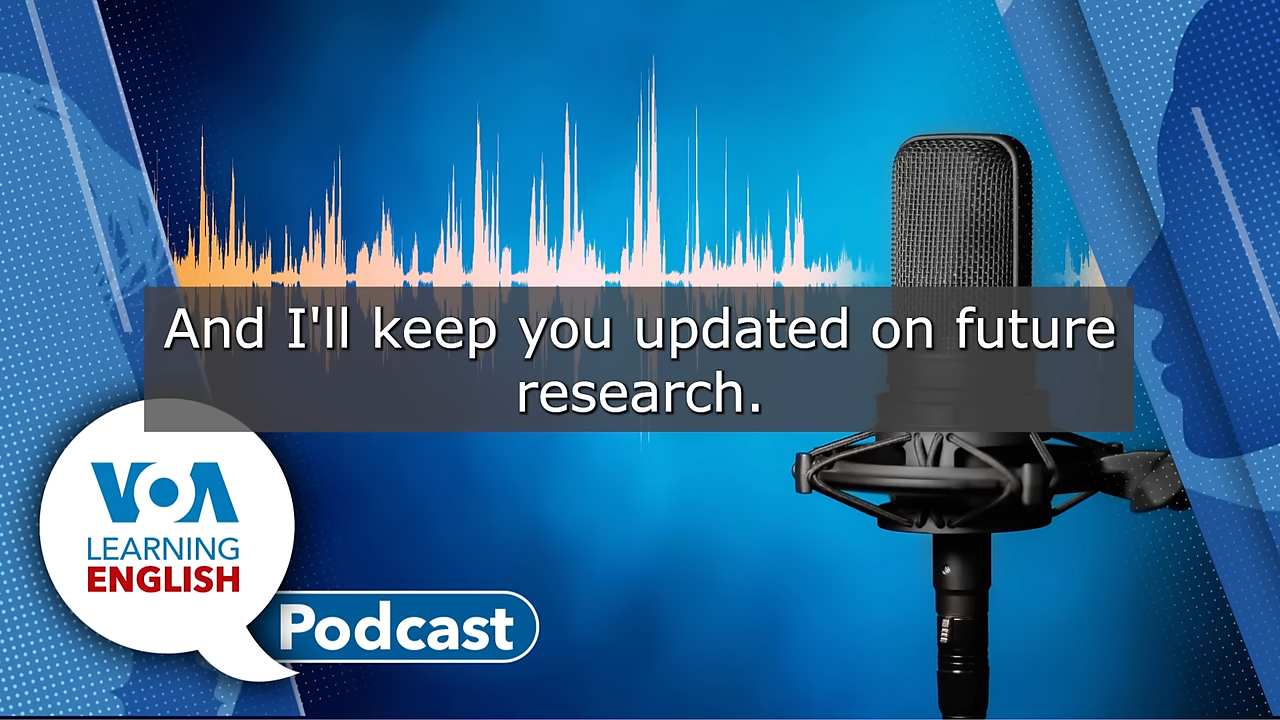 And I'll keep you updated on future
research.
VOA
LEARNING
ENGLISH
Podcast